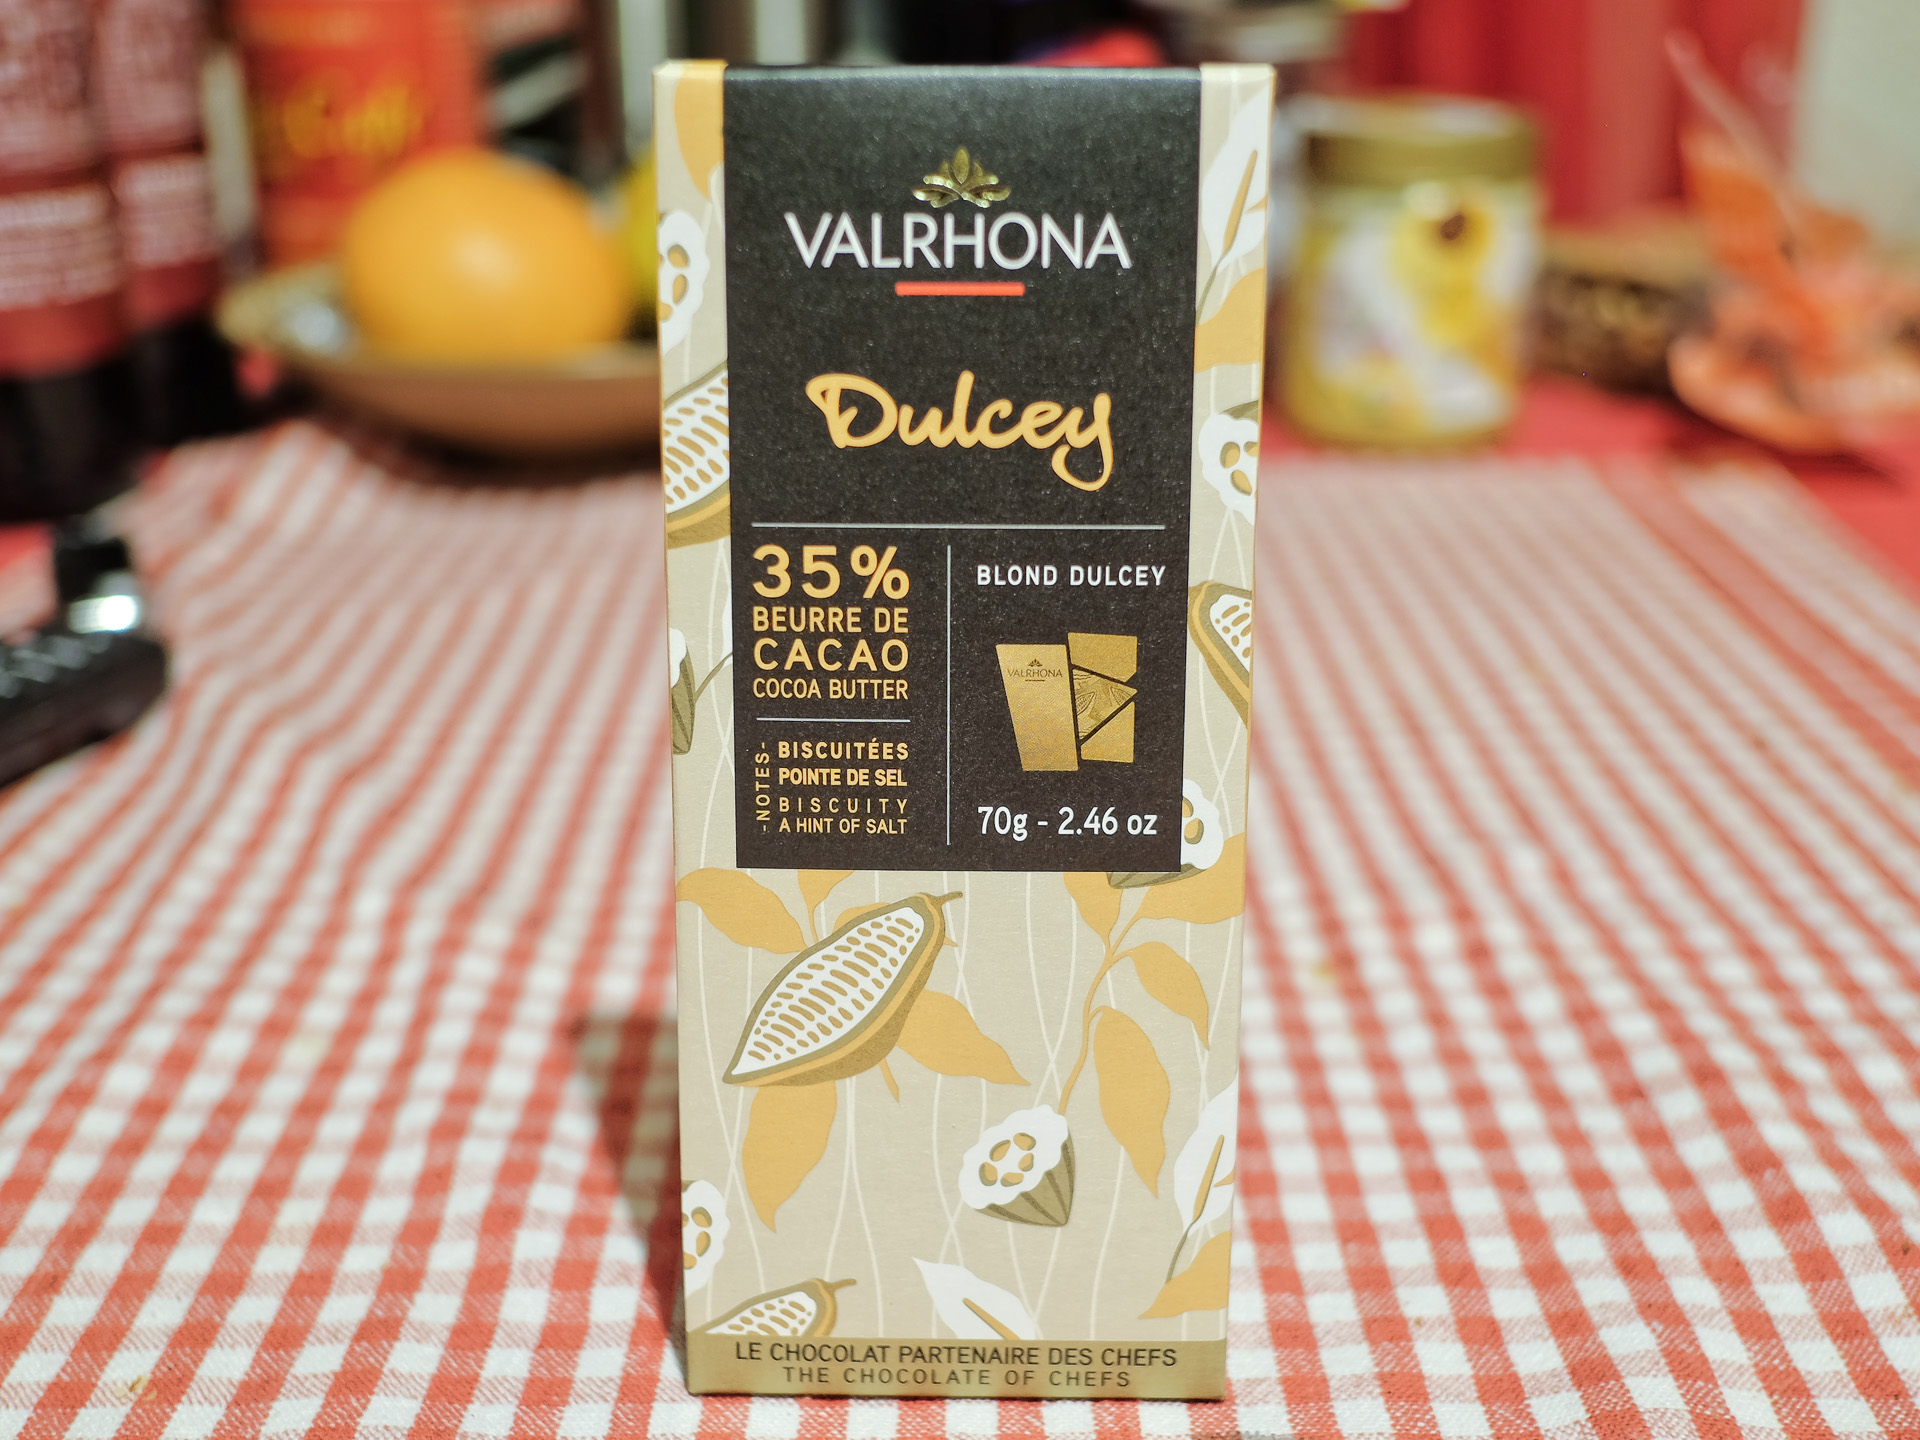 VALRHONA
Dulcey
35%
BEURRE DE
CACAO
COCOA BUTTER
-NOTES-
BISCUITÉES
POINTE DE SEL
BISCUITY
A HINT OF SALT
BLOND DULCEY
VALRHONA
70g - 2.46 oz
LE CHOCOLAT PARTENAIRE DES CHEFS
THE CHOCOLATE OF CHEFS